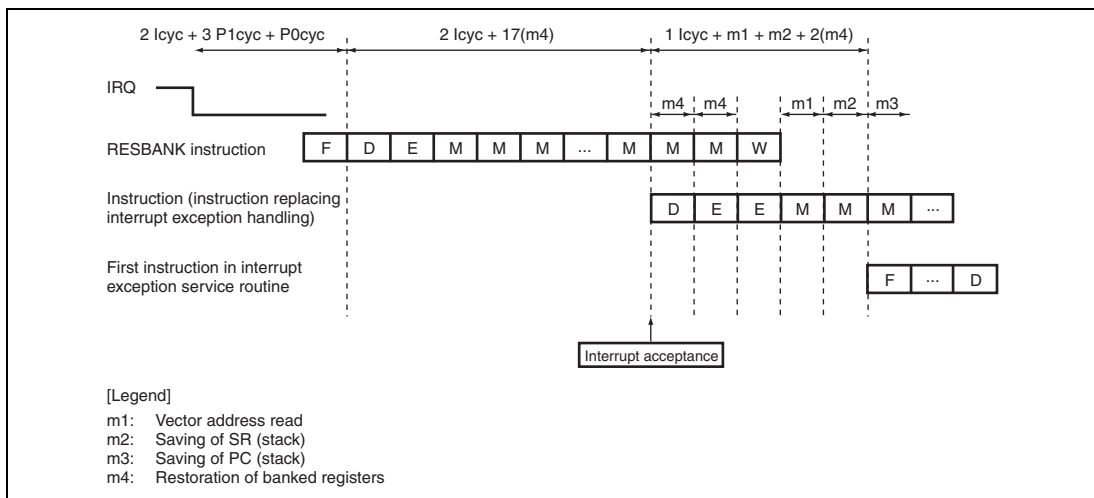 2 Icyc + 3 P1cyc + P0cyc 2 Icyc + 17(m4) 1 Icyc + m1 + m2 + 2(m4)
IRQ
m4 m4 m1 m2 m3
RESBANK instruction F D E M M M ... M M M W
Instruction (instruction replacing
interrupt exception handling) D E E M M M ...
First instruction in interrupt
exception service routine F ... D
Interrupt acceptance
[Legend]
m1: Vector address read
m2: Saving of SR (stack)
m3: Saving of PC (stack)
m4: Restoration of banked registers